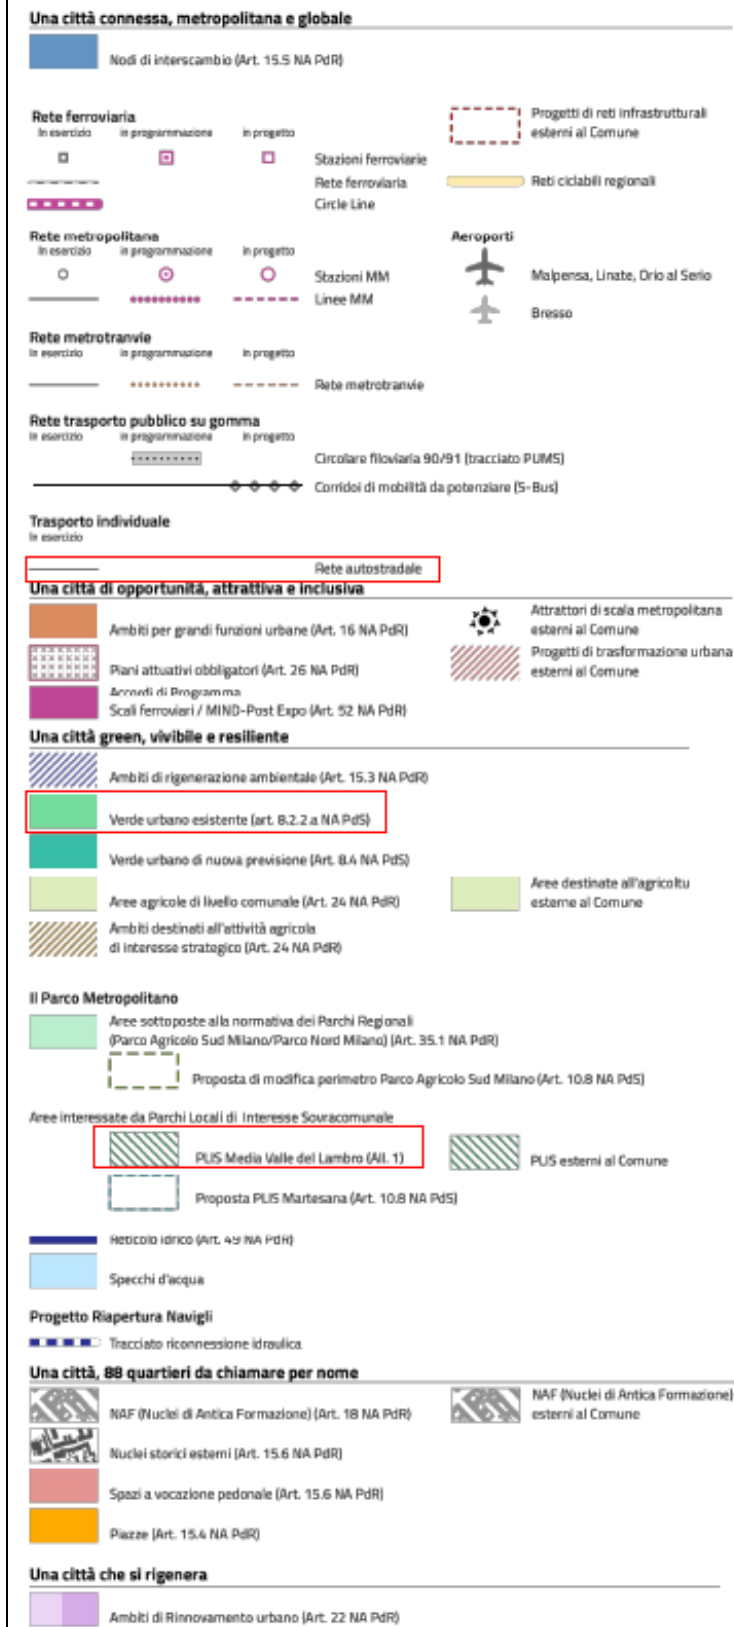 Una città connessa, metropolitana e globale
Nodi di interscambio (Art. 15.5 NA PdR)
Rete ferroviaria
In esercizio in programmazione in progetto
Stazioni ferroviarie
Rete ferroviaria
Circle Line
Progetti di reti infrastrutturali
esterni al Comune
Reti ciclabili regionali
Rete metropolitana
In esercizio in programmazione in progetto
Stazioni MM
Linee MM
Aeroporti
Malpensa, Linate, Orio al Serio
Bresso
Rete metrotranvie
In esercizio in programmazione in progetto
Rete metrotranvie
Rete trasporto pubblico su gomma
In esercizio in programmazione in progetto
Circolare filoviaria 90/91 (tracciato PUMS)
Corridoi di mobilità da potenziare (S-Bus)
Trasporto individuale
In esercizio
Rete autostradale
Una città di opportunità, attrattiva e inclusiva
Ambiti per grandi funzioni urbane (Art. 16 NA PdR)
Piani attuativi obbligatori (Art. 26 NA PdR)
Accordi di Programma
Scali ferroviari / MIND-Post Expo (Art. 52 NA PdR)
Attrattori di scala metropolitana
esterni al Comune
Progetti di trasformazione urbana
esterni al Comune
Una città green, vivibile e resiliente
Ambiti di rigenerazione ambientale (Art. 15.3 NA PdR)
Verde urbano esistente (art. 8.2.2.a NA PdS)
Verde urbano di nuova previsione (Art. 8.4 NA PdS)
Aree agricole di livello comunale (Art. 24 NA PdR)
Aree destinate all'agricoltu
esterne al Comune
Ambiti destinati all'attività agricola
di interesse strategico (Art. 24 NA PdR)
Il Parco Metropolitano
Aree sottoposte alla normativa dei Parchi Regionali
(Parco Agricolo Sud Milano/Parco Nord Milano) (Art. 35.1 NA PdR)
Proposta di modifica perimetro Parco Agricolo Sud Milano (Art. 10.8 NA PdS)
Aree interessate da Parchi Locali di Interesse Sovracomunale
PLIS Media Valle del Lambro (All. 1)
PLIS esterni al Comune
Proposta PLIS Martesana (Art. 10.8 NA PdS)
Reticolo idrico (Art. 49 NA PdR)
Specchi d'acqua
Progetto Riapertura Navigli
Tracciato riconnessione idraulica
Una città, 88 quartieri da chiamare per nome
NAF (Nuclei di Antica Formazione) (Art. 18 NA PdR)
NAF (Nuclei di Antica Formazione)
esterni al Comune
Nuclei storici esterni (Art. 15.6 NA PdR)
Spazi a vocazione pedonale (Art. 15.6 NA PdR)
Piazze (Art. 15.4 NA PdR)
Una città che si rigenera
Ambiti di Rinnovamento urbano (Art. 22 NA PdR)